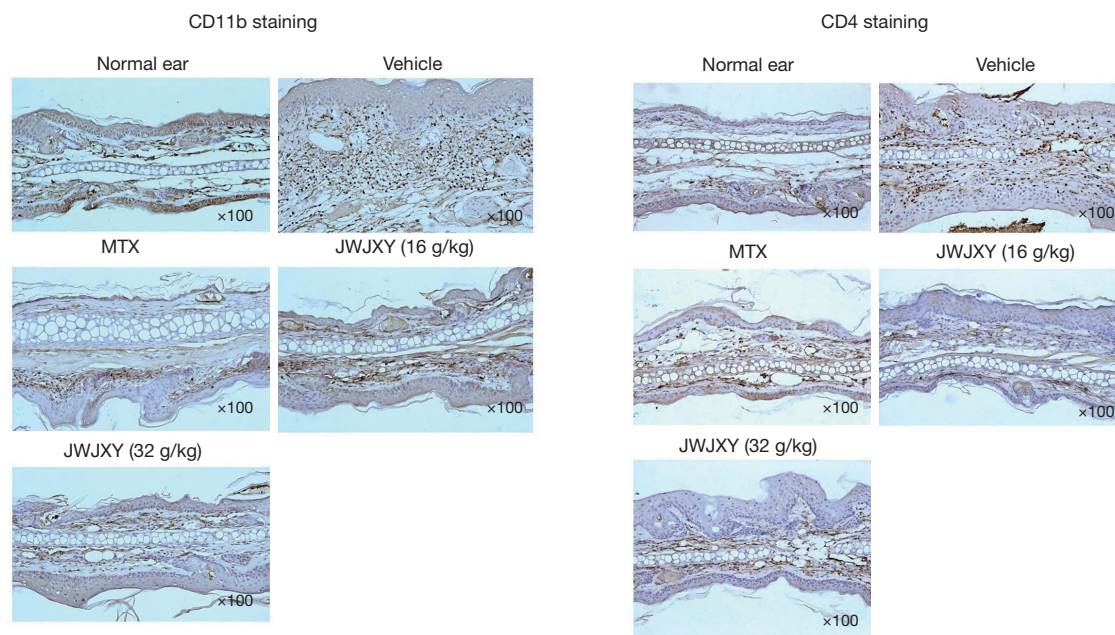 CD11b staining
Normal ear
Vehicle
×100
×100
MTX
JWJXY (16 g/kg)
×100
×100
JWJXY (32 g/kg)
×100
CD4 staining
Normal ear
Vehicle
×100
×100
MTX
JWJXY (16 g/kg)
×100
×100
JWJXY (32 g/kg)
×100